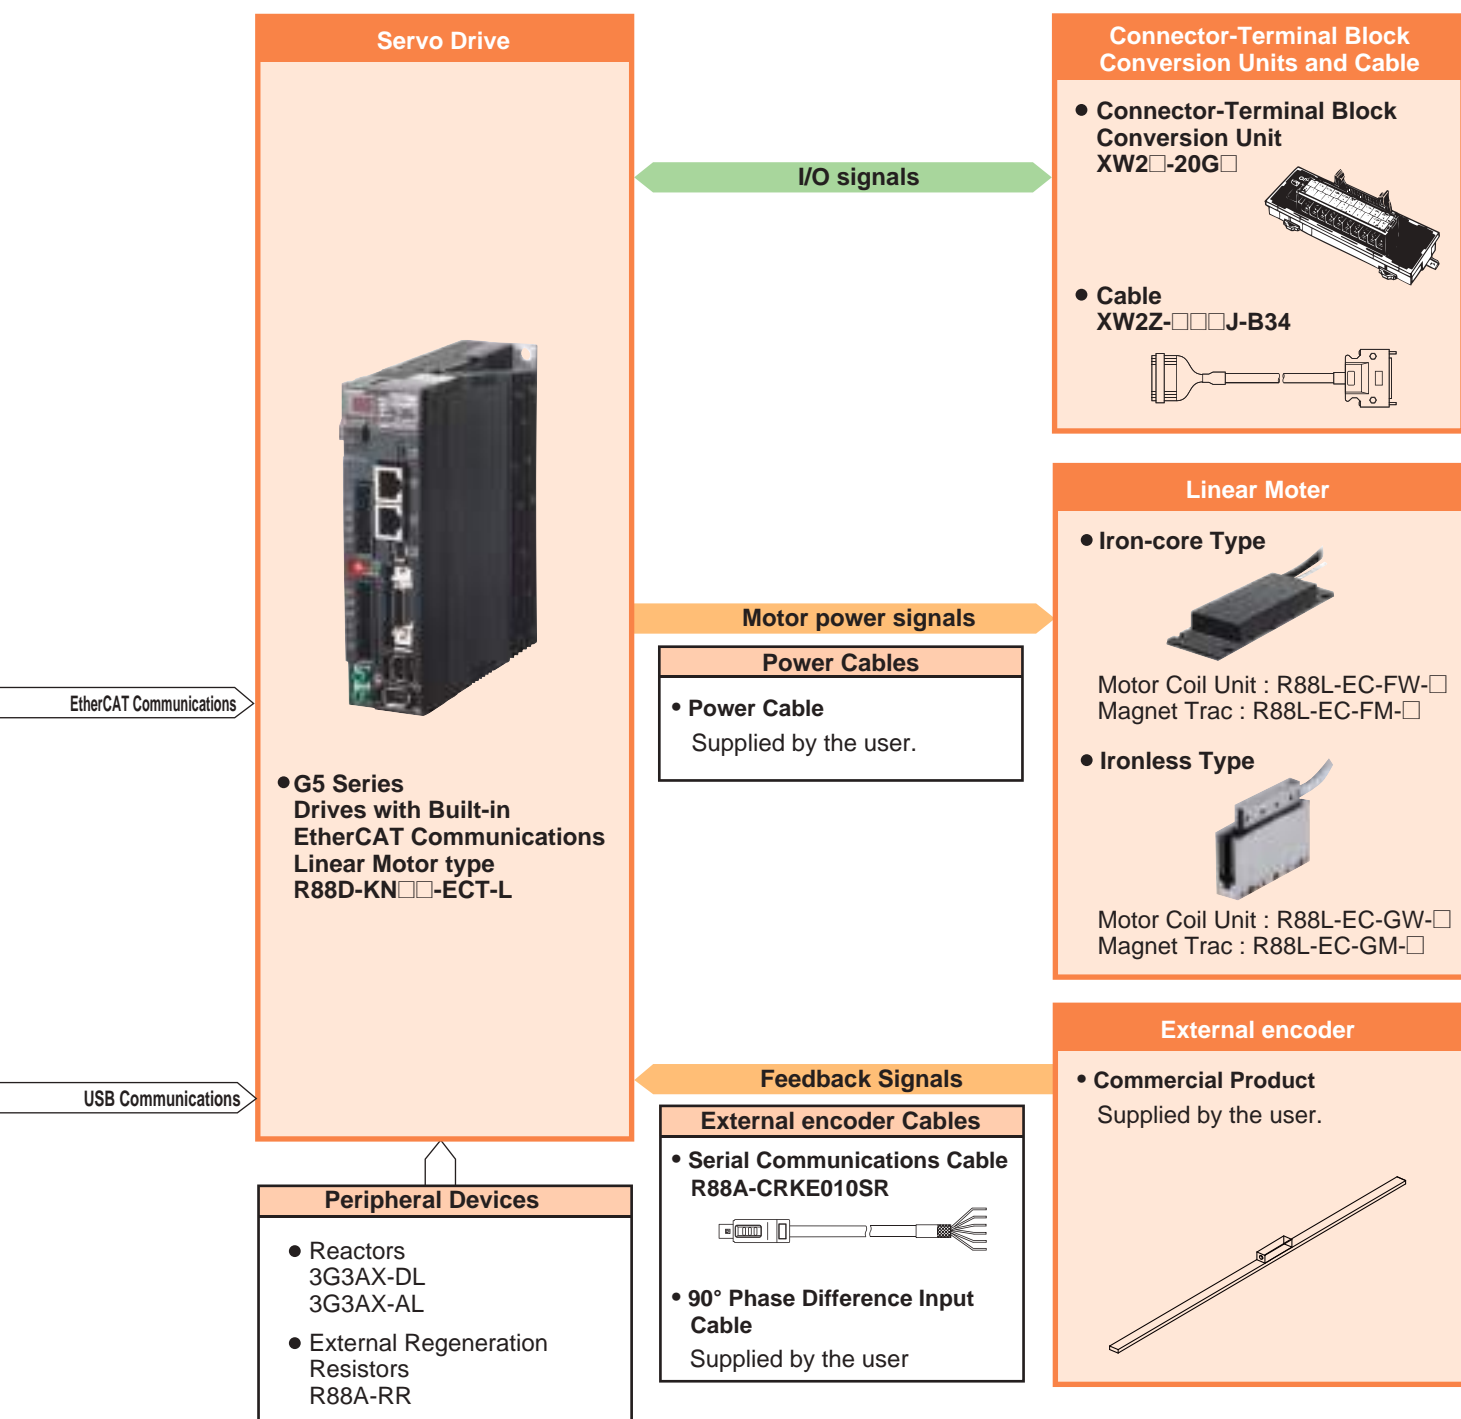 Servo Drive
G5 Series
Drives with Built-in
EtherCAT Communications
Linear Motor type
R88D-KN□□-ECT-L
EtherCAT Communications
USB Communications
Peripheral Devices
Reactors
3G3AX-DL
3G3AX-AL
External Regeneration
Resistors
R88A-RR
I/O signals
Motor power signals
Power Cables
Power Cable
Supplied by the user.
Feedback Signals
External encoder Cables
Serial Communications Cable
R88A-CRKE010SR
90° Phase Difference Input
Cable
Supplied by the user
Connector-Terminal Block
Conversion Units and Cable
Connector-Terminal Block
Conversion Unit
XW2□-20G□
Cable
XW2Z-□□□J-B34
Linear Moter
Iron-core Type
Motor Coil Unit : R88L-EC-FW-□
Magnet Trac : R88L-EC-FM-□
Ironless Type
Motor Coil Unit : R88L-EC-GW-□
Magnet Trac : R88L-EC-GM-□
External encoder
Commercial Product
Supplied by the user.